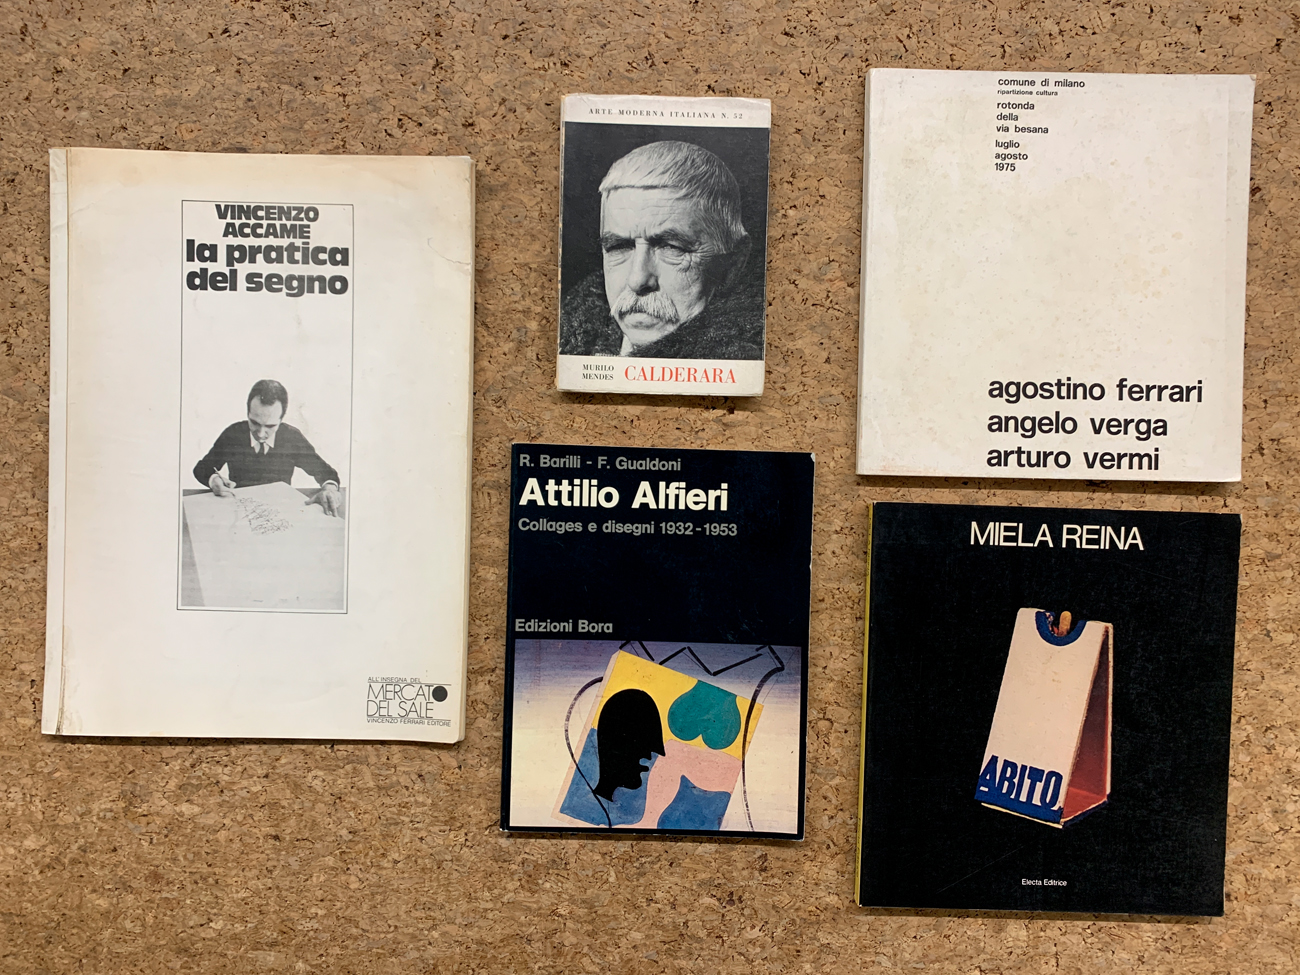 VINCENZO
ACCAME
la pratica
del segno
ALL'INSEGNA DEL
MERCATO
DEL SALE
VINCENZO FERRARI EDITORE
ARTE MODERNA ITALIANA N. 52
MURILO
MENDES
CALDERARA
R. Barilli - F. Gualdoni
Attilio Alfieri
Collages e disegni 1932-1953
Edizioni Bora
comune di milano
ripartizione cultura
rotonda
della
via besana
luglio
agosto
1975
agostino ferrari
angelo verga
arturo vermi
MIELA REINA
ABITO
Electa Editrice